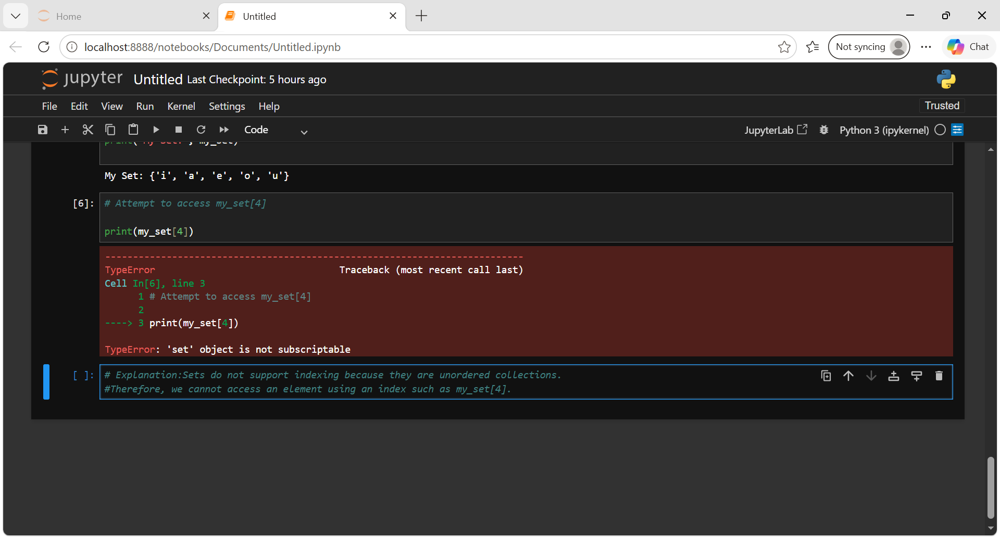 Home
Untitled
localhost:8888/notebooks/Documents/Untitled.ipynb
Not syncing
Chat
jupyter Untitled Last Checkpoint: 5 hours ago
File Edit View Run Kernel Settings Help
Trusted
Code
JupyterLab
Python 3 (ipykernel)
print("My Set:", my_set)
My Set: {'i', 'a', 'e', 'o', 'u'}
[6]: # Attempt to access my_set[4]
print(my_set[4])
---------------------------------------------------------------------------
TypeError                                 Traceback (most recent call last)
Cell In[6], line 3
      1 # Attempt to access my_set[4]
      2
----> 3 print(my_set[4])
TypeError: 'set' object is not subscriptable
[ ]: # Explanation:Sets do not support indexing because they are unordered collections.
#Therefore, we cannot access an element using an index such as my_set[4].